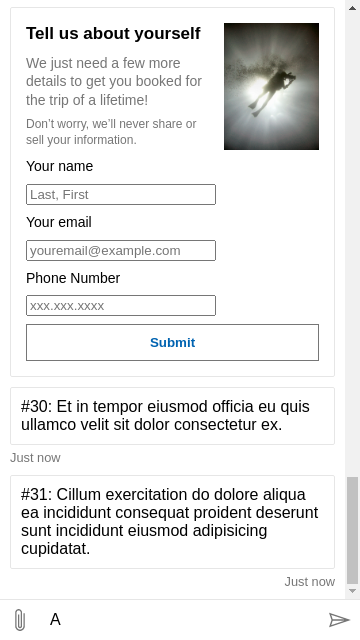 Tell us about yourself
We just need a few more
details to get you booked for
the trip of a lifetime!
Don’t worry, we’ll never share or
sell your information.
Your name
Last, First
Your email
youremail@example.com
Phone Number
xxx.xxx.xxxx
Submit
#30: Et in tempor eiusmod officia eu quis
ullamco velit sit dolor consectetur ex.
Just now
#31: Cillum exercitation do dolore aliqua
ea incididunt consequat proident deserunt
sunt incididunt eiusmod adipisicing
cupidatat.
Just now
A